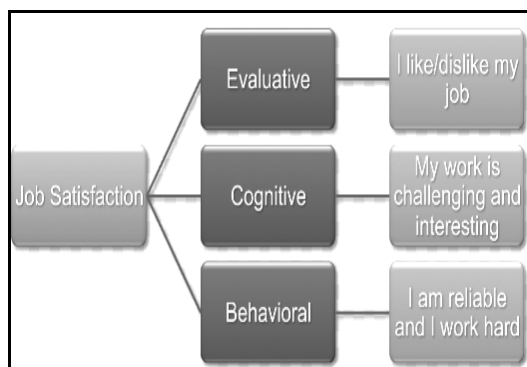 Job Satisfaction
Evaluative
I like/dislike my
job
Cognitive
My work is
challenging and
interesting
Behavioral
I am reliable
and I work hard